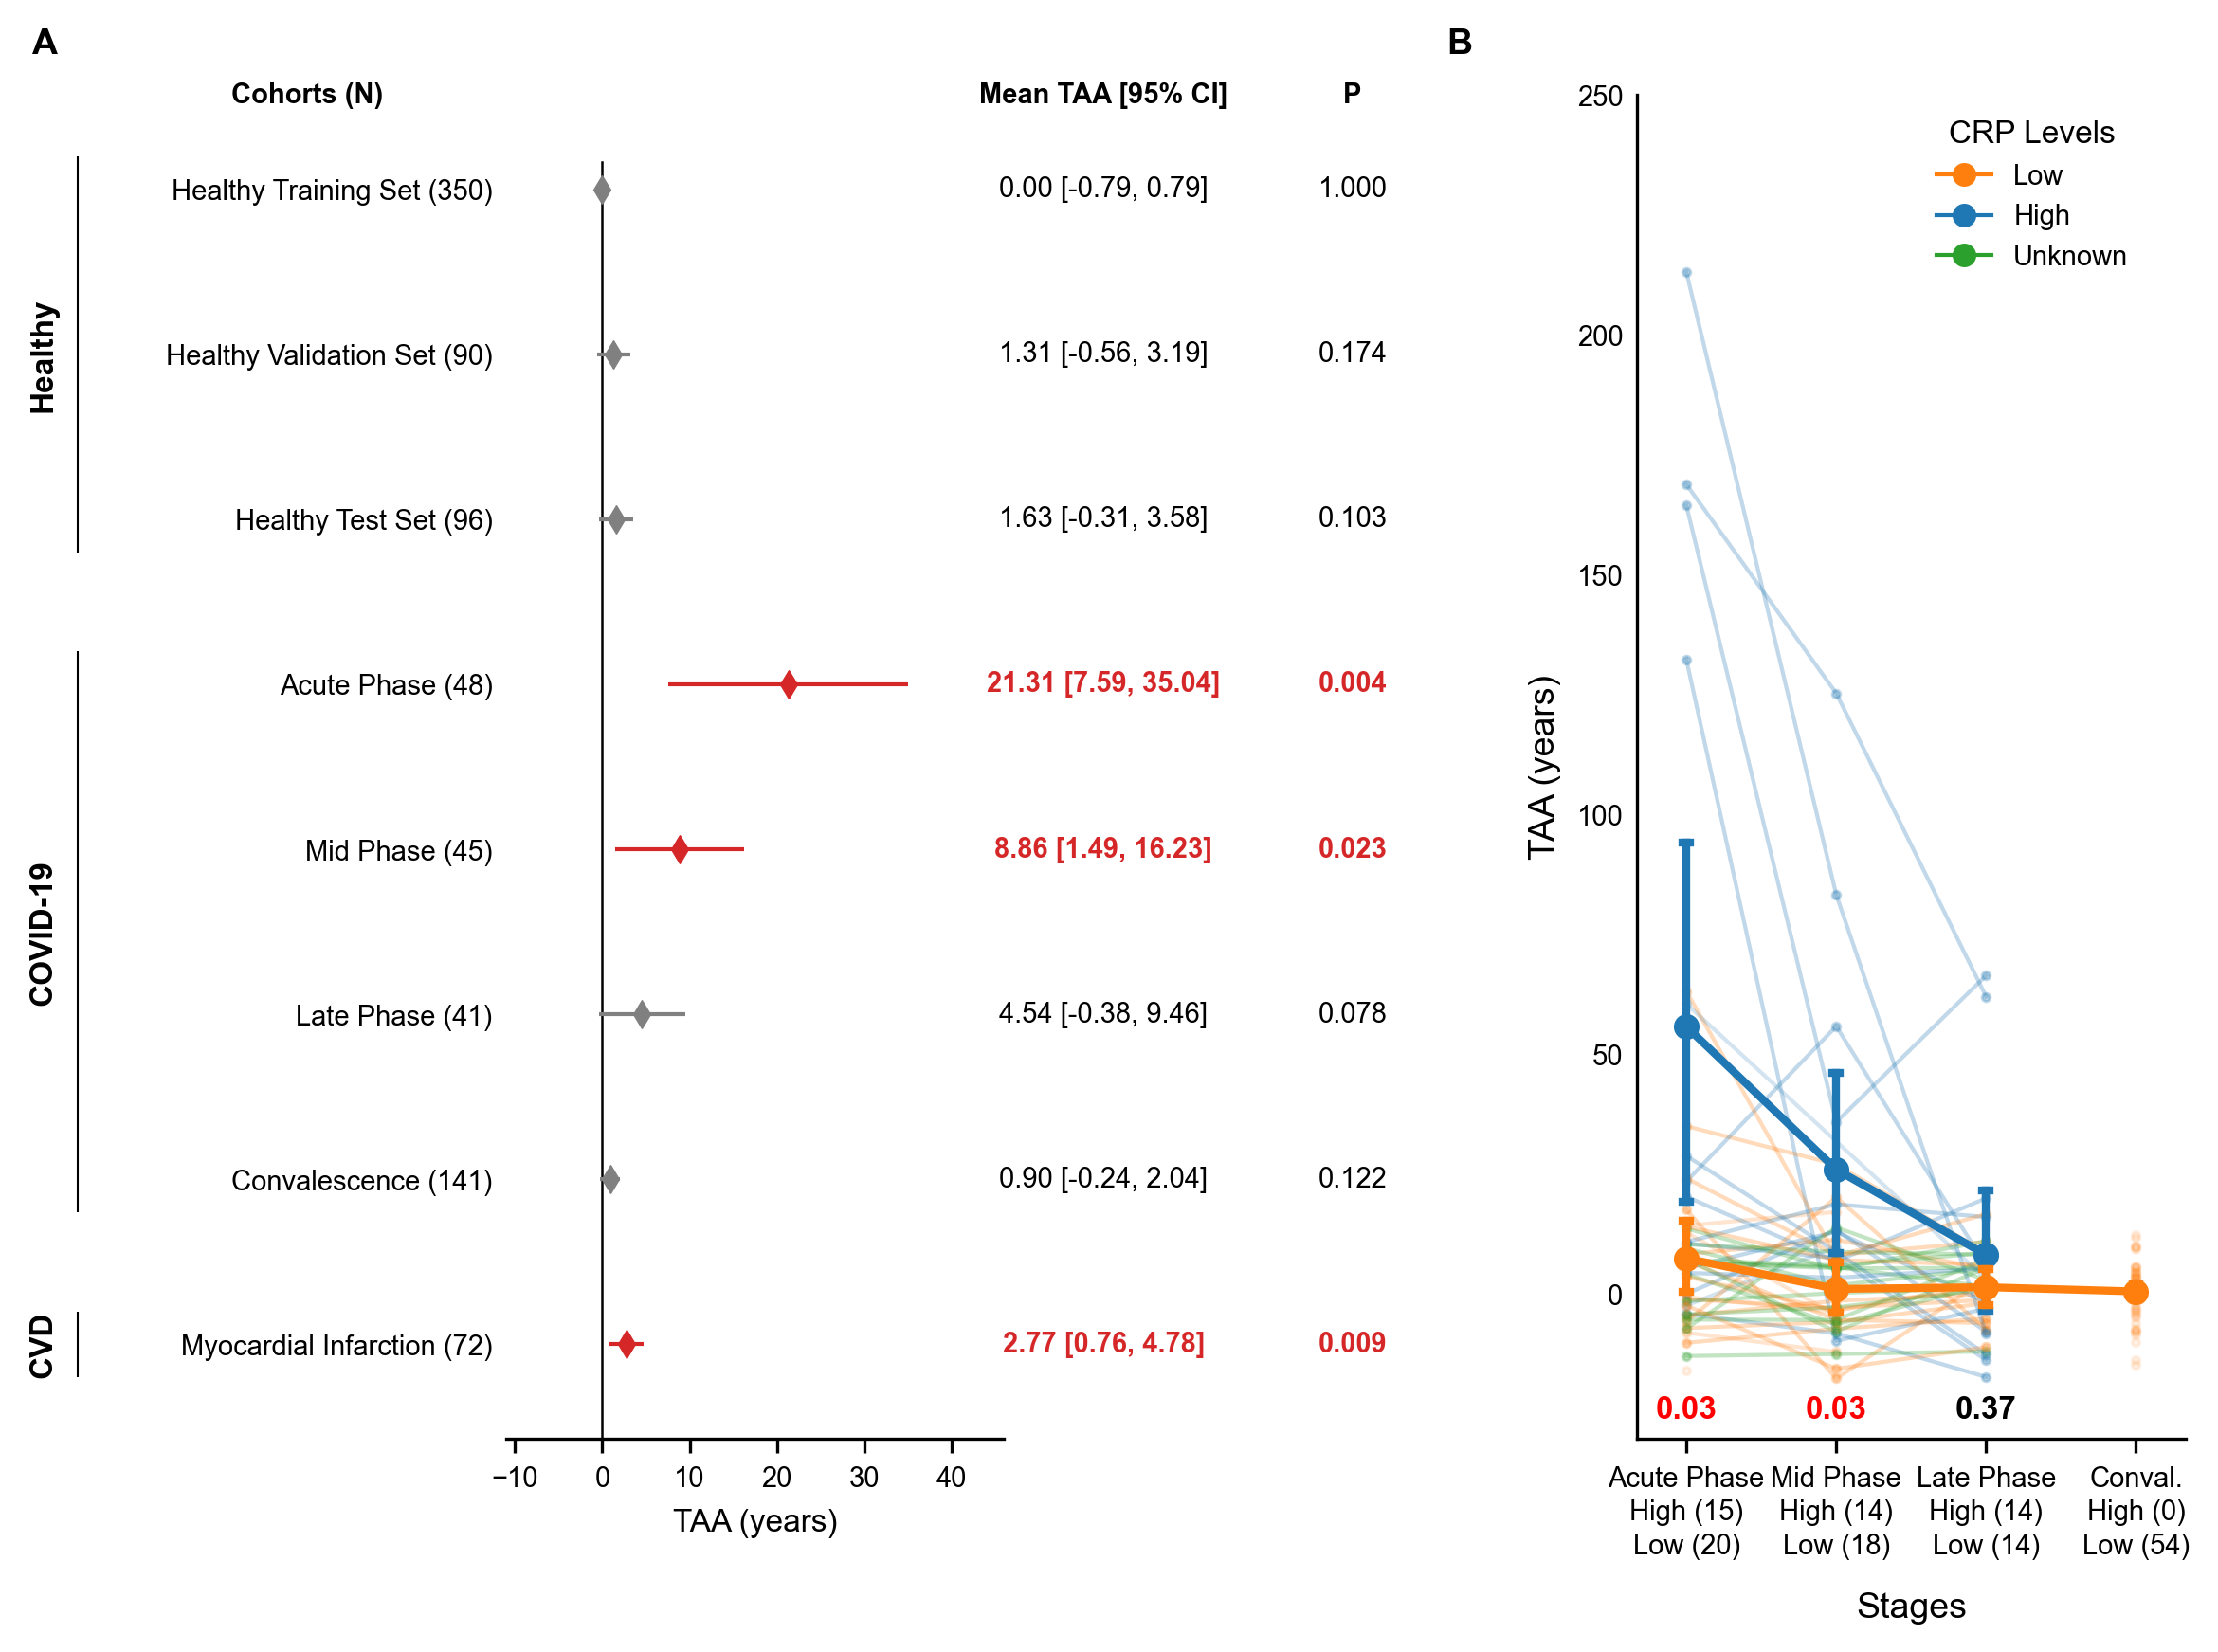 A
Cohorts (N)
Mean TAA [95% CI]
P
Healthy
Healthy Training Set (350)
0.00 [-0.79, 0.79]
1.000
Healthy Validation Set (90)
1.31 [-0.56, 3.19]
0.174
Healthy Test Set (96)
1.63 [-0.31, 3.58]
0.103
COVID-19
Acute Phase (48)
21.31 [7.59, 35.04]
0.004
Mid Phase (45)
8.86 [1.49, 16.23]
0.023
Late Phase (41)
4.54 [-0.38, 9.46]
0.078
Convalescence (141)
0.90 [-0.24, 2.04]
0.122
CVD
Myocardial Infarction (72)
2.77 [0.76, 4.78]
0.009
−10 0 10 20 30 40
TAA (years)
B
250
200
150
100
50
0
TAA (years)
CRP Levels
Low
High
Unknown
0.03 0.03 0.37
Acute Phase Mid Phase Late Phase Conval.
High (15) High (14) High (14) High (0)
Low (20) Low (18) Low (14) Low (54)
Stages